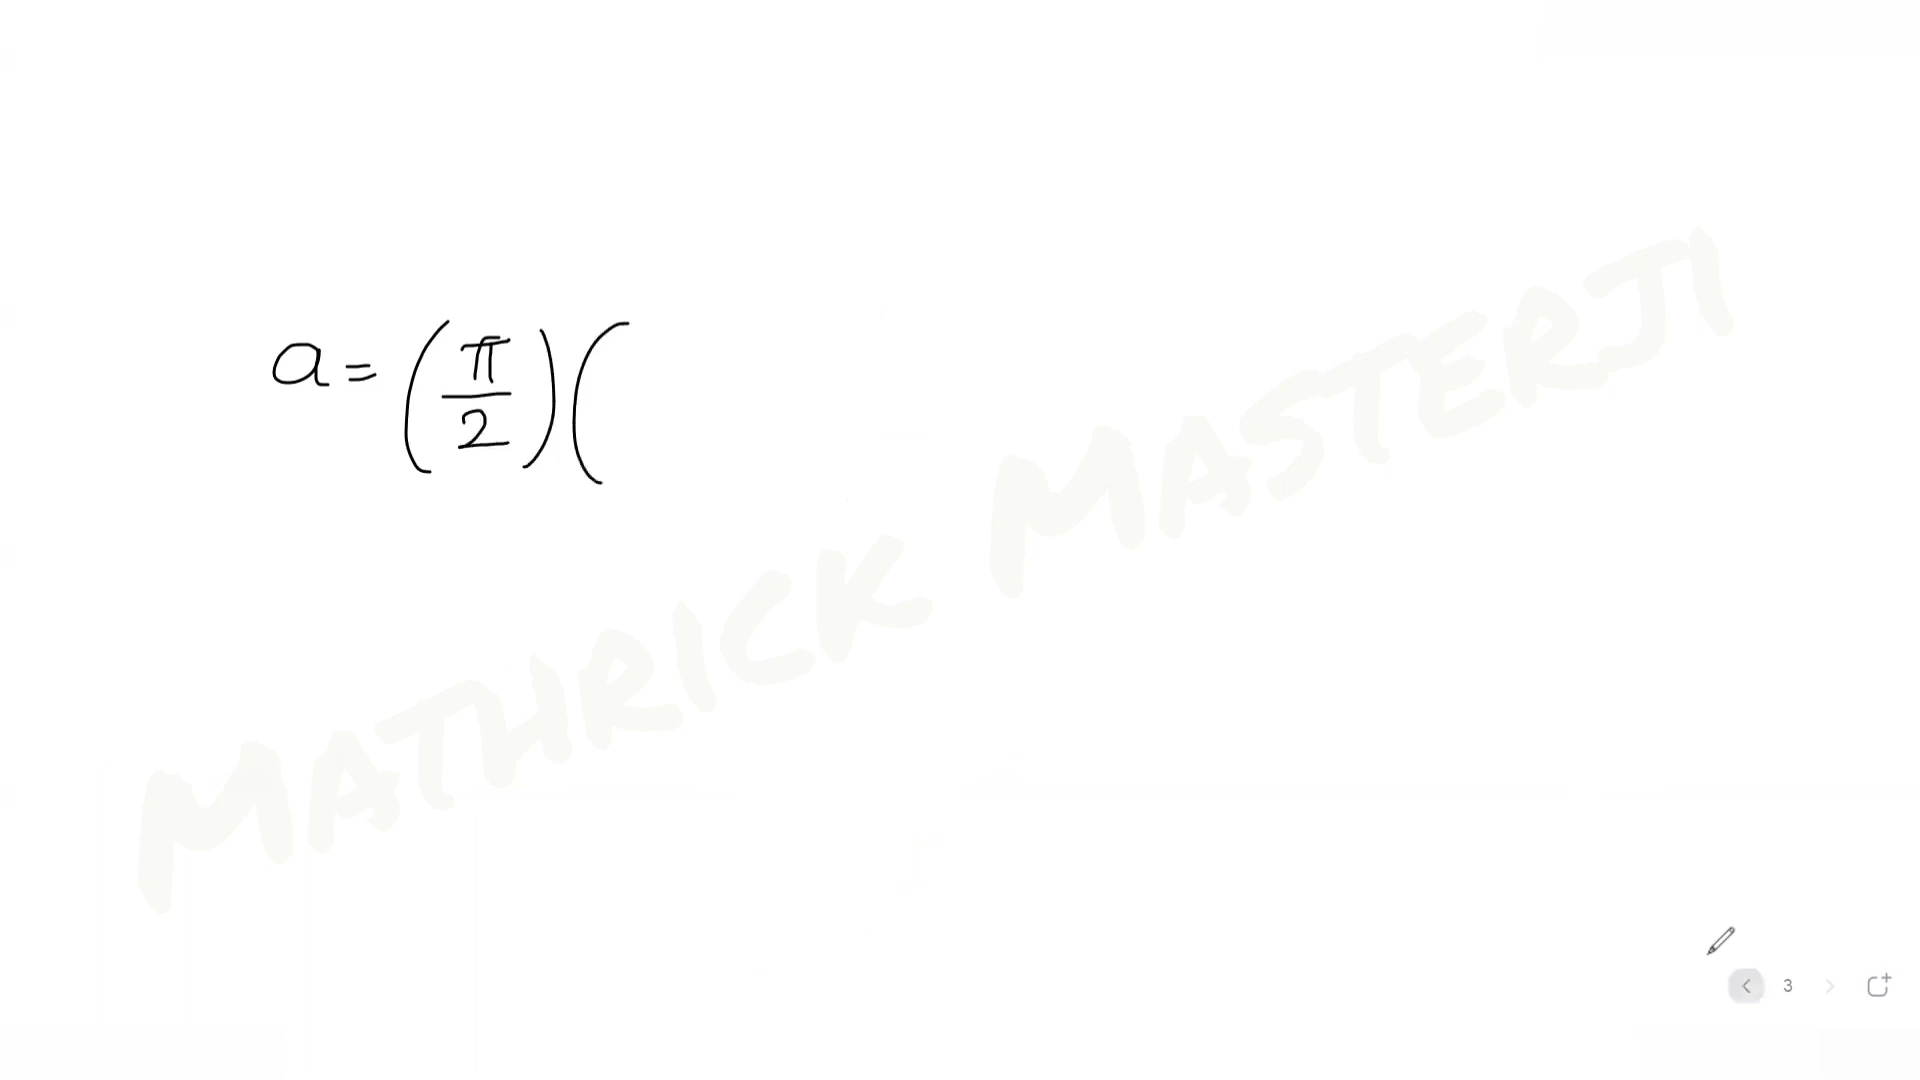 a = (π/2)(
MATHRICK MASTERJI
3